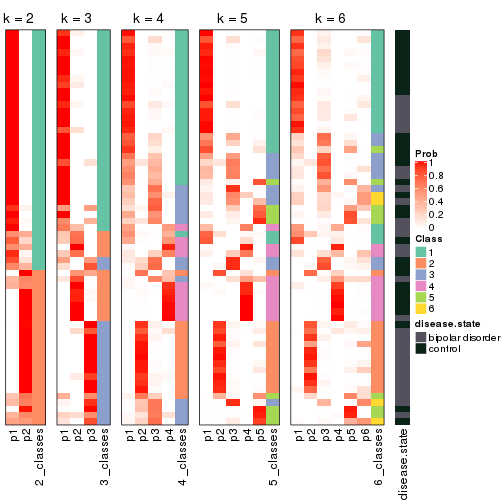 k = 2
k = 3
k = 4
k = 5
k = 6
Prob
1
0.8
0.6
0.4
0.2
0
Class
1
2
3
4
5
6
disease.state
bipolar disorder
control
p1
p2
2_classes
p1
p2
p3
3_classes
p1
p2
p3
p4
4_classes
p1
p2
p3
p4
p5
5_classes
p1
p2
p3
p4
p5
p6
6_classes
disease.state